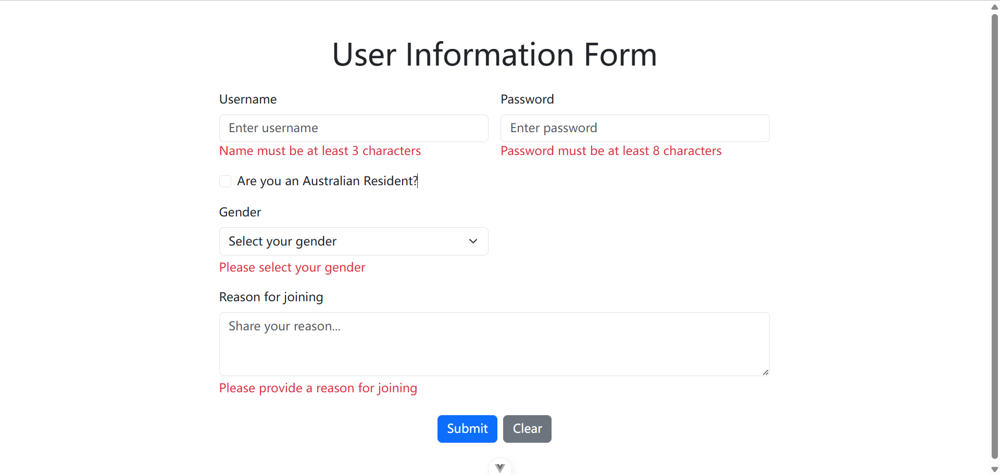 User Information Form
Username
Password
Enter username
Enter password
Name must be at least 3 characters
Password must be at least 8 characters
Are you an Australian Resident?
Gender
Select your gender
Please select your gender
Reason for joining
Share your reason...
Please provide a reason for joining
Submit
Clear